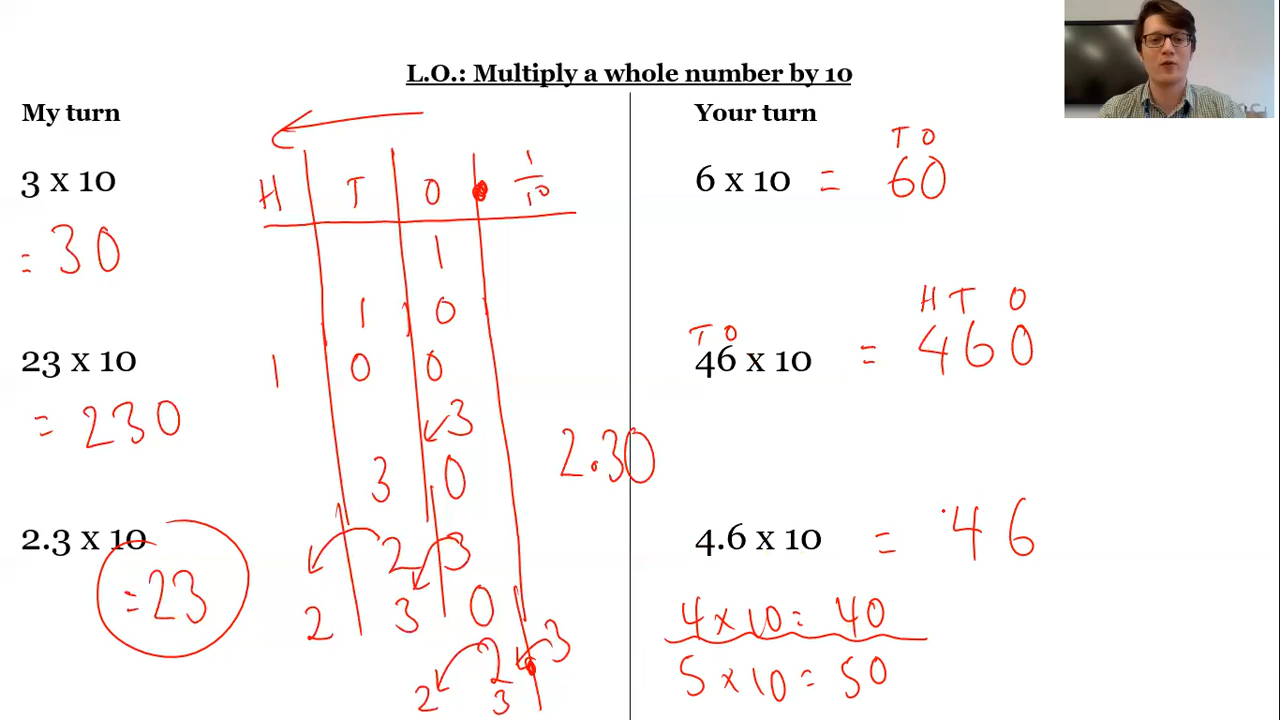 L.O.: Multiply a whole number by 10
My turn
3 x 10
= 30
23 x 10
= 230
2.3 x 10
= 23
H T O . 1/10
1
1 0
1 0 0
3
3 0
2 3
2 3 0
2 . 3
2 3
2.30
Your turn
T O
6 x 10 = 60
H T O
T O
46 x 10 = 460
4.6 x 10 = 46
4 x 10 = 40
5 x 10 = 50